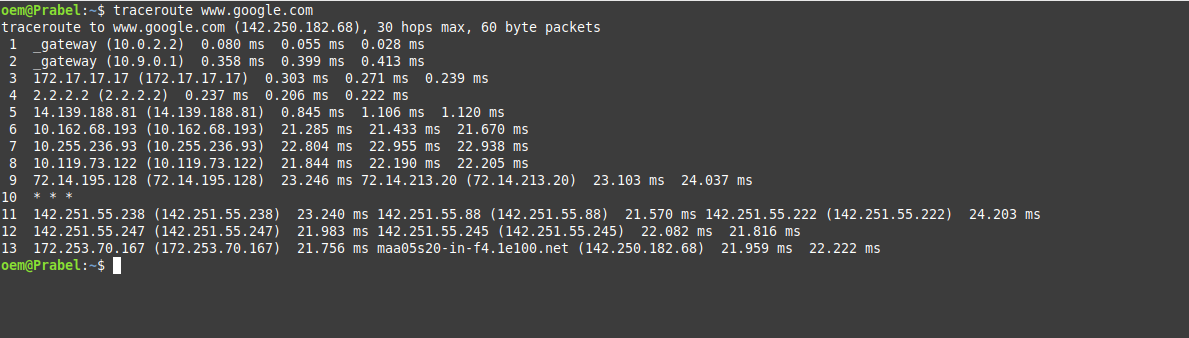 oem@Prabel:~$ traceroute www.google.com
traceroute to www.google.com (142.250.182.68), 30 hops max, 60 byte packets
 1  _gateway (10.0.2.2)  0.080 ms  0.055 ms  0.028 ms
 2  _gateway (10.9.0.1)  0.358 ms  0.399 ms  0.413 ms
 3  172.17.17.17 (172.17.17.17)  0.303 ms  0.271 ms  0.239 ms
 4  2.2.2.2 (2.2.2.2)  0.237 ms  0.206 ms  0.222 ms
 5  14.139.188.81 (14.139.188.81)  0.845 ms  1.106 ms  1.120 ms
 6  10.162.68.193 (10.162.68.193)  21.285 ms  21.433 ms  21.670 ms
 7  10.255.236.93 (10.255.236.93)  22.804 ms  22.955 ms  22.938 ms
 8  10.119.73.122 (10.119.73.122)  21.844 ms  22.190 ms  22.205 ms
 9  72.14.195.128 (72.14.195.128)  23.246 ms 72.14.213.20 (72.14.213.20)  23.103 ms  24.037 ms
10  * * *
11  142.251.55.238 (142.251.55.238)  23.240 ms 142.251.55.88 (142.251.55.88)  21.570 ms 142.251.55.222 (142.251.55.222)  24.203 ms
12  142.251.55.247 (142.251.55.247)  21.983 ms 142.251.55.245 (142.251.55.245)  22.082 ms  21.816 ms
13  172.253.70.167 (172.253.70.167)  21.756 ms maa05s20-in-f4.1e100.net (142.250.182.68)  21.959 ms  22.222 ms
oem@Prabel:~$